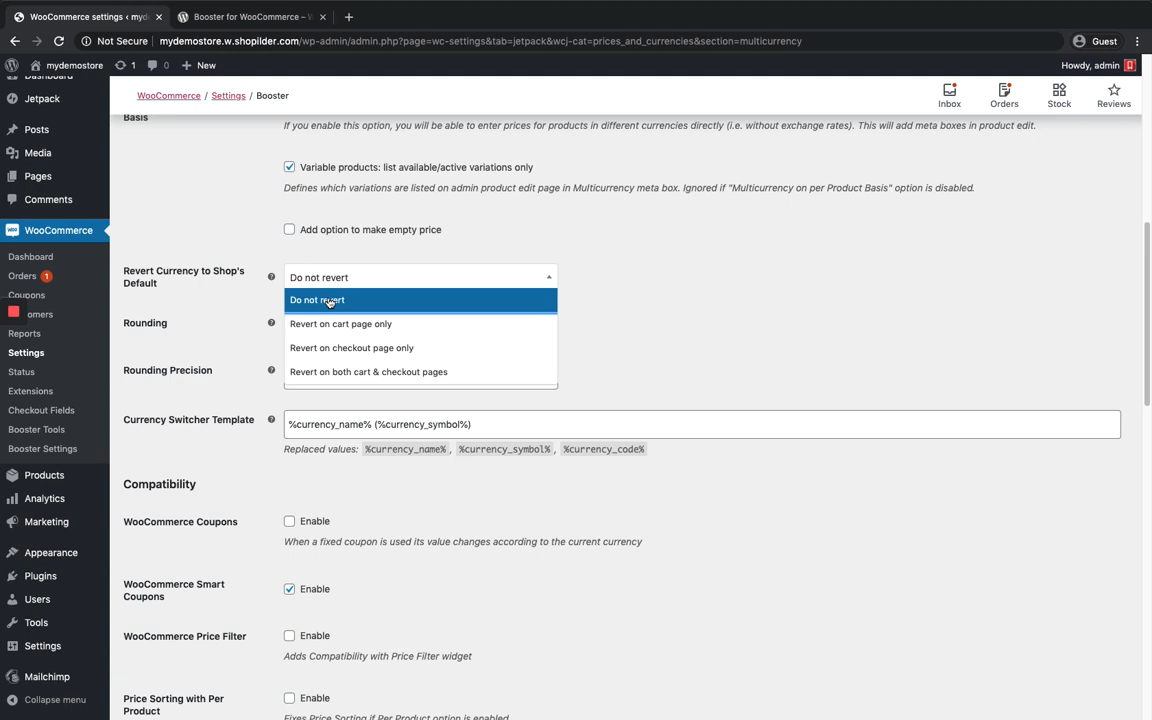 WooCommerce settings ‹ myde
Booster for WooCommerce – W
Not Secure
mydemostore.w.shopilder.com/wp-admin/admin.php?page=wc-settings&tab=jetpack&wcj-cat=prices_and_currencies&section=multicurrency
Guest
mydemostore
1
0
New
Howdy, admin
Dashboard
Jetpack
Posts
Media
Pages
Comments
WooCommerce
Dashboard
Orders 1
Coupons
omers
Reports
Settings
Status
Extensions
Checkout Fields
Booster Tools
Booster Settings
Products
Analytics
Marketing
Appearance
Plugins
Users
Tools
Settings
Mailchimp
Collapse menu
WooCommerce / Settings / Booster
Inbox
Orders
Stock
Reviews
Basis
If you enable this option, you will be able to enter prices for products in different currencies directly (i.e. without exchange rates). This will add meta boxes in product edit.
Variable products: list available/active variations only
Defines which variations are listed on admin product edit page in Multicurrency meta box. Ignored if "Multicurrency on per Product Basis" option is disabled.
Add option to make empty price
Revert Currency to Shop's
Default
Do not revert
Do not revert
Revert on cart page only
Revert on checkout page only
Revert on both cart & checkout pages
Rounding
Rounding Precision
Currency Switcher Template
%currency_name% (%currency_symbol%)
Replaced values: %currency_name%, %currency_symbol%, %currency_code%
Compatibility
WooCommerce Coupons
Enable
When a fixed coupon is used its value changes according to the current currency
WooCommerce Smart
Coupons
Enable
WooCommerce Price Filter
Enable
Adds Compatibility with Price Filter widget
Price Sorting with Per
Product
Enable
Fixes Price Sorting if Per Product option is enabled